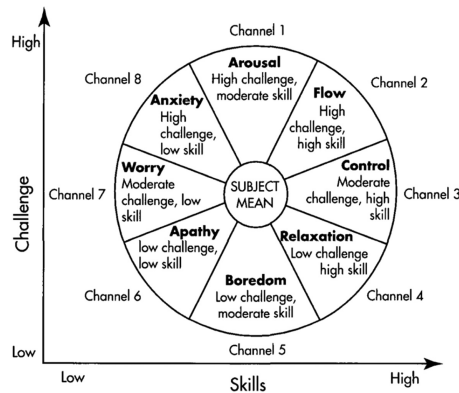 Channel 1
High
Arousal
High challenge,
moderate skill
Channel 8
Channel 2
Anxiety
High
challenge,
low skill
Flow
High
challenge,
high skill
Channel 7
Worry
Moderate
challenge, low
skill
SUBJECT
MEAN
Control
Moderate
challenge, high
skill
Channel 3
Challenge
Apathy
low challenge,
low skill
Relaxation
Low challenge
high skill
Boredom
Low challenge,
moderate skill
Channel 6
Channel 4
Channel 5
Low
Low
Skills
High